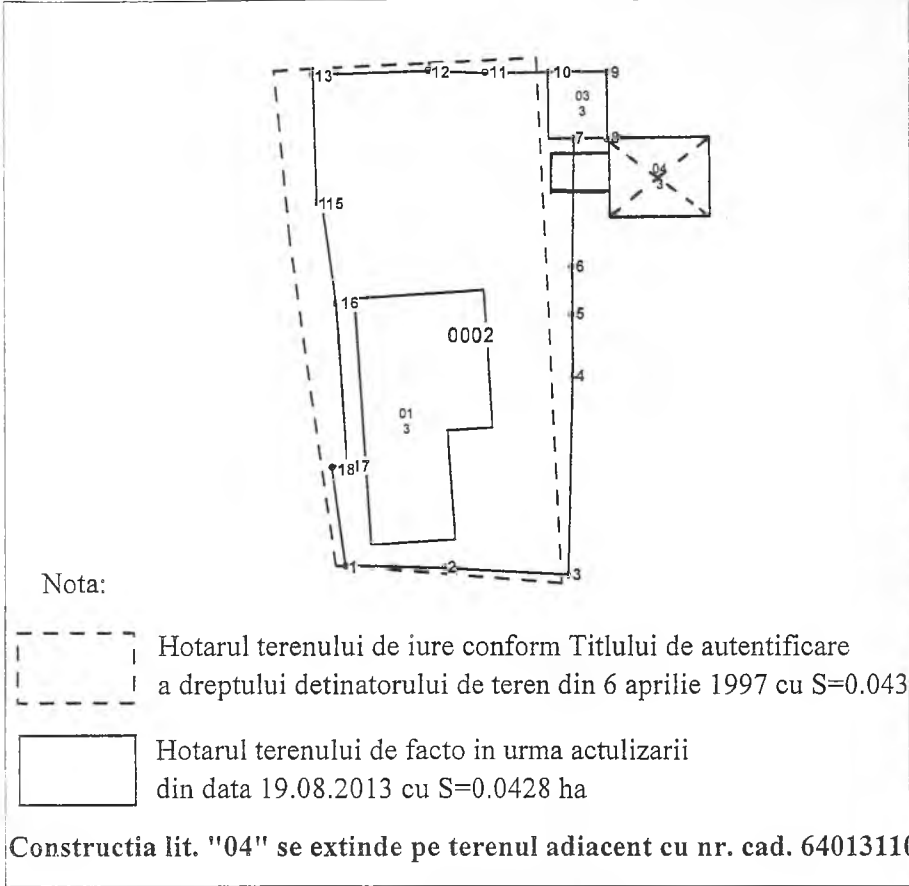 13 12 11 10 9
03
3
7 8
04
3
115
6
16 5
0002
4
01
3
18 17
1 2 3
Nota:
Hotarul terenului de iure conform Titlului de autentificare
a dreptului detinatorului de teren din 6 aprilie 1997 cu S=0.043
Hotarul terenului de facto in urma actulizarii
din data 19.08.2013 cu S=0.0428 ha
Constructia lit. "04" se extinde pe terenul adiacent cu nr. cad. 64013110